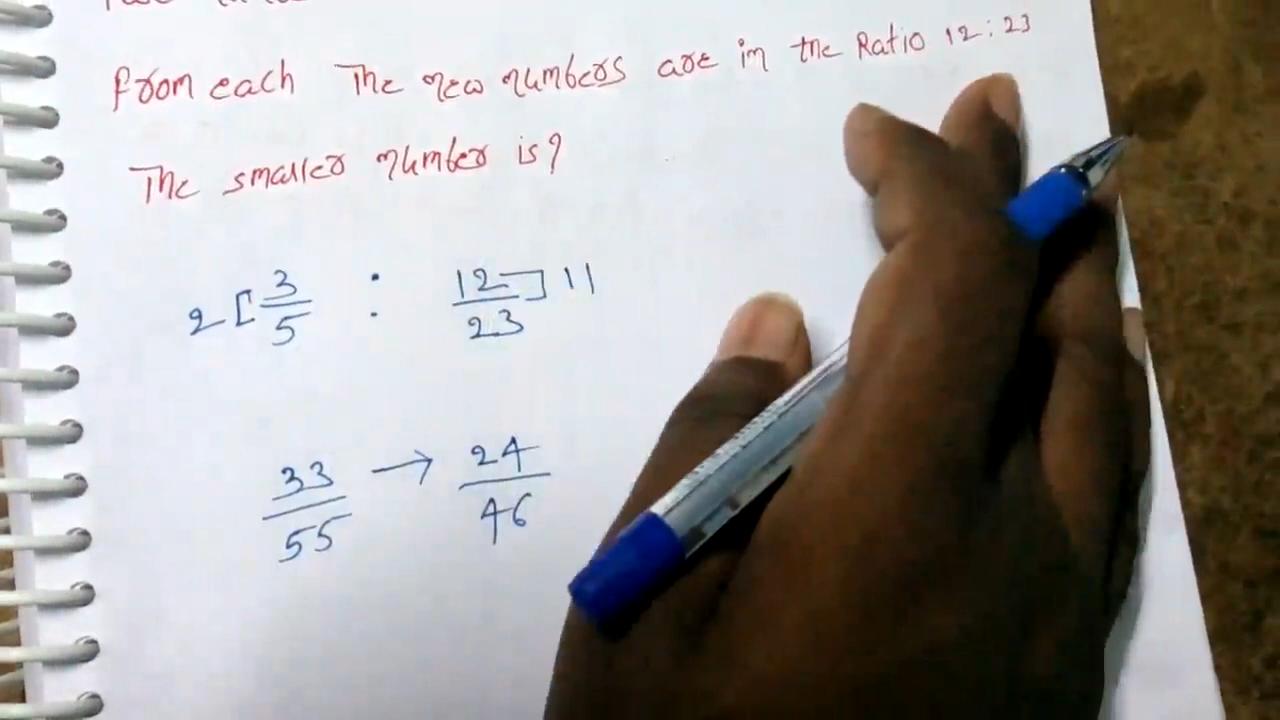 from each The new numbers are in the Ratio 12:23
The smaller number is?
2[3/5 : 12/23]11
33/55 → 24/46